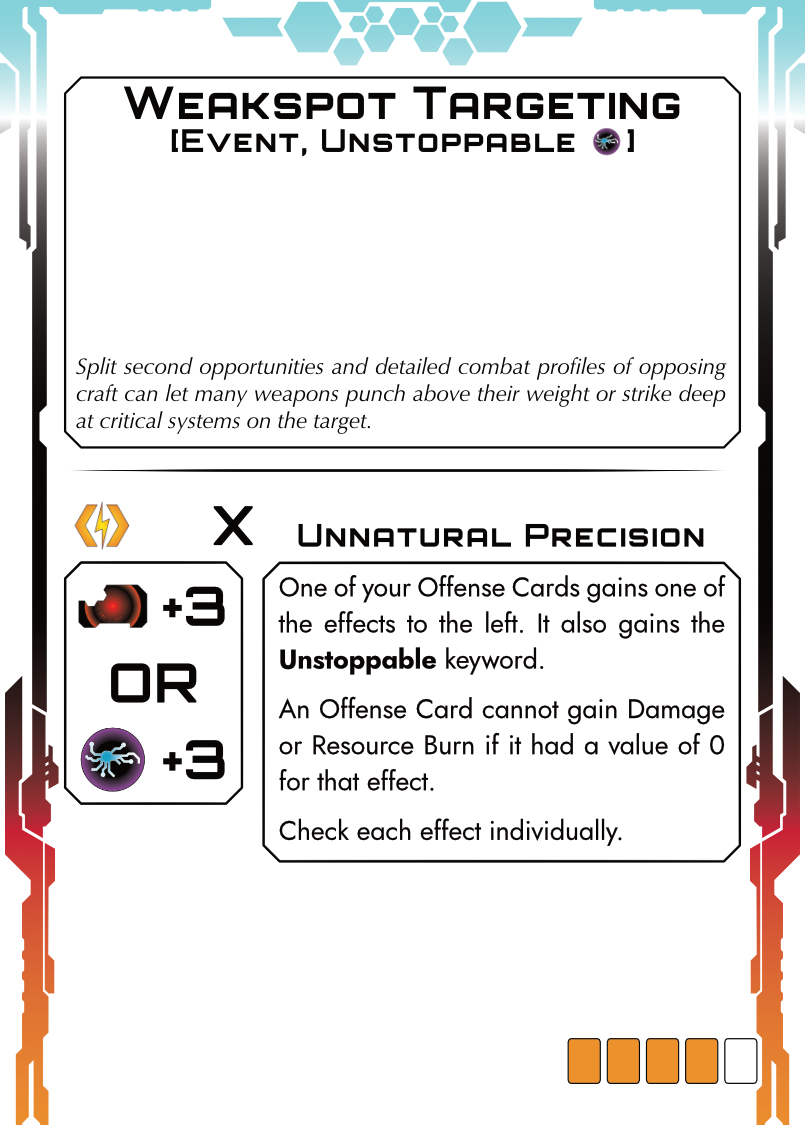 Weakspot Targeting
[Event, Unstoppable ]
Split second opportunities and detailed combat profiles of opposing
craft can let many weapons punch above their weight or strike deep
at critical systems on the target.
X
Unnatural Precision
+3
OR
+3
One of your Offense Cards gains one of
the effects to the left. It also gains the
Unstoppable keyword.
An Offense Card cannot gain Damage
or Resource Burn if it had a value of 0
for that effect.
Check each effect individually.